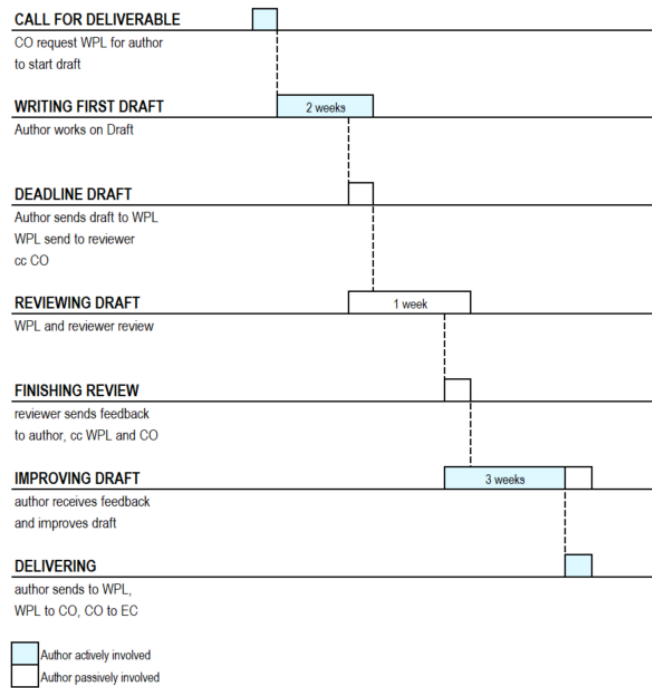 CALL FOR DELIVERABLE
CO request WPL for author
to start draft
WRITING FIRST DRAFT
2 weeks
Author works on Draft
DEADLINE DRAFT
Author sends draft to WPL
WPL send to reviewer
cc CO
REVIEWING DRAFT
1 week
WPL and reviewer review
FINISHING REVIEW
reviewer sends feedback
to author, cc WPL and CO
IMPROVING DRAFT
3 weeks
author receives feedback
and improves draft
DELIVERING
author sends to WPL,
WPL to CO, CO to EC
Author actively involved
Author passively involved